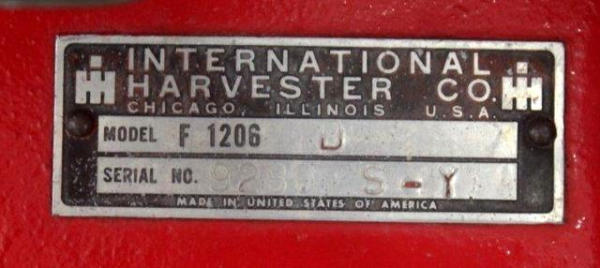 INTERNATIONAL
HARVESTER CO.
CHICAGO, ILLINOIS U.S.A.
MODEL F 1206 D
SERIAL NO. S-Y
MADE IN UNITED STATES OF AMERICA